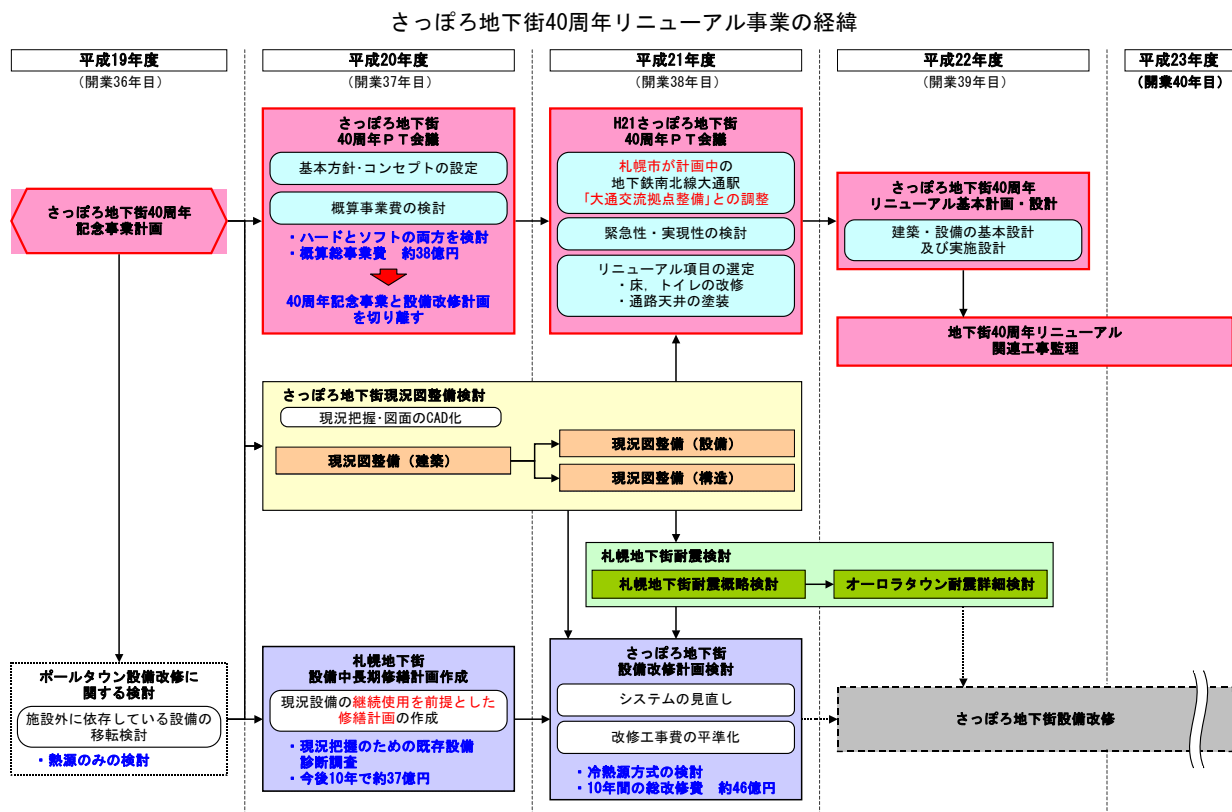 さっぽろ地下街40周年リニューアル事業の経緯
平成19年度
(開業36年目)
平成20年度
(開業37年目)
平成21年度
(開業38年目)
平成22年度
(開業39年目)
平成23年度
(開業40年目)
さっぽろ地下街40周年
記念事業計画
さっぽろ地下街
40周年ＰＴ会議
基本方針・コンセプトの設定
概算事業費の検討
・ハードとソフトの両方を検討
・概算総事業費　約38億円
40周年記念事業と設備改修計画
を切り離す
H21さっぽろ地下街
40周年ＰＴ会議
札幌市が計画中の
地下鉄南北線大通駅
「大通交流拠点整備」との調整
緊急性・実現性の検討
リニューアル項目の選定
・床，トイレの改修
・通路天井の塗装
さっぽろ地下街40周年
リニューアル基本計画・設計
建築・設備の基本設計
及び実施設計
地下街40周年リニューアル
関連工事監理
さっぽろ地下街現況図整備検討
現況把握・図面のCAD化
現況図整備（建築）
現況図整備（設備）
現況図整備（構造）
札幌地下街耐震検討
札幌地下街耐震概略検討
オーロラタウン耐震詳細検討
ポールタウン設備改修に
関する検討
施設外に依存している設備の
移転検討
・熱源のみの検討
札幌地下街
設備中長期修繕計画作成
現況設備の継続使用を前提とした
修繕計画の作成
・現況把握のための既存設備
診断調査
・今後10年で約37億円
さっぽろ地下街
設備改修計画検討
システムの見直し
改修工事費の平準化
・冷熱源方式の検討
・10年間の総改修費　約46億円
さっぽろ地下街設備改修